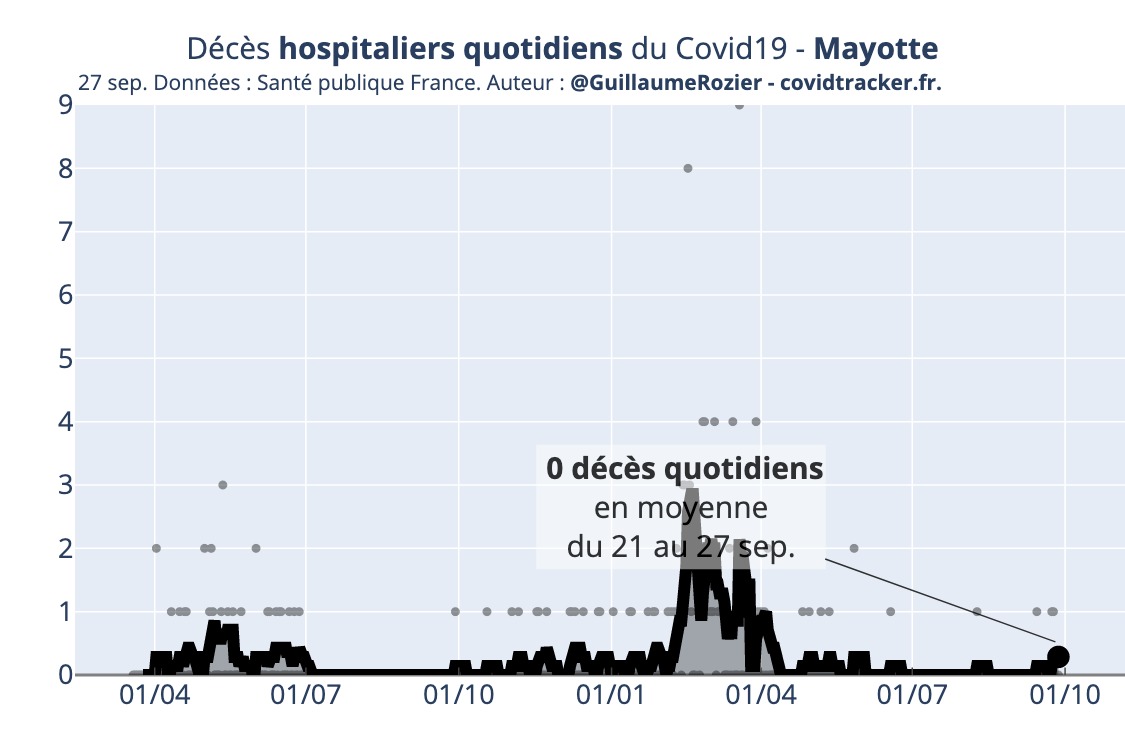 Décès hospitaliers quotidiens du Covid19 - Mayotte
27 sep. Données : Santé publique France. Auteur : @GuillaumeRozier - covidtracker.fr.
9
8
7
6
5
4
3
2
1
0
0 décès quotidiens
en moyenne
du 21 au 27 sep.
01/04 01/07 01/10 01/01 01/04 01/07 01/10